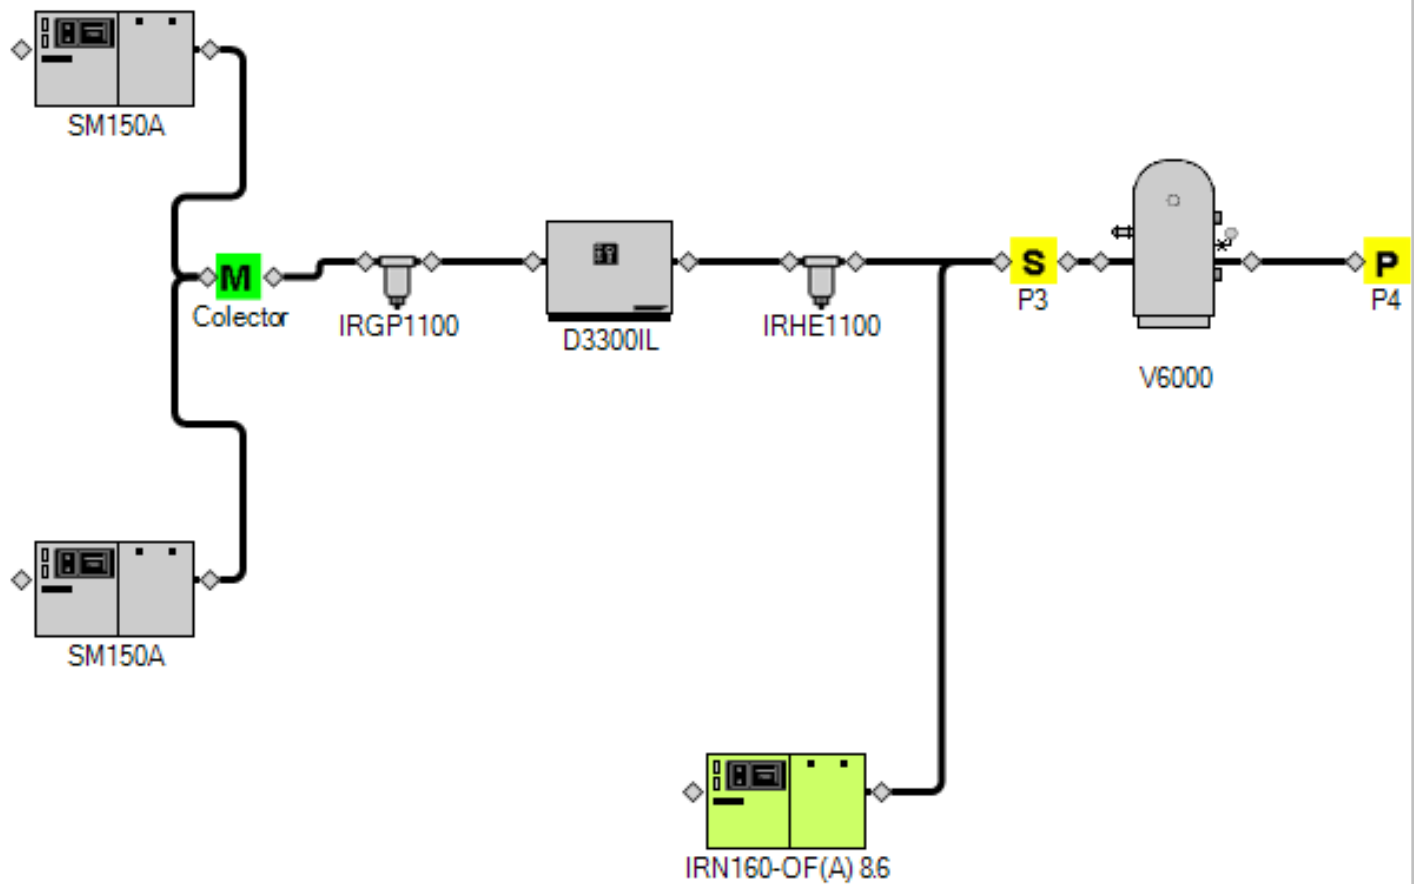 SM150A
M
Colector
IRGP1100
D3300IL
IRHE1100
S
P3
V6000
P
P4
SM150A
IRN160-OF(A) 8.6